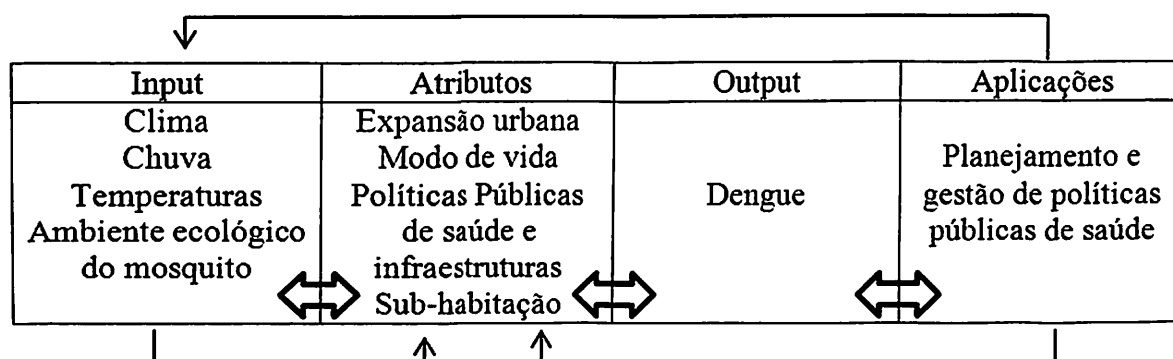 Input
Atributos
Output
Aplicações
Clima
Chuva
Temperaturas
Ambiente ecológico
do mosquito
Expansão urbana
Modo de vida
Políticas Públicas
de saúde e
infraestruturas
Sub-habitação
Dengue
Planejamento e
gestão de políticas
públicas de saúde